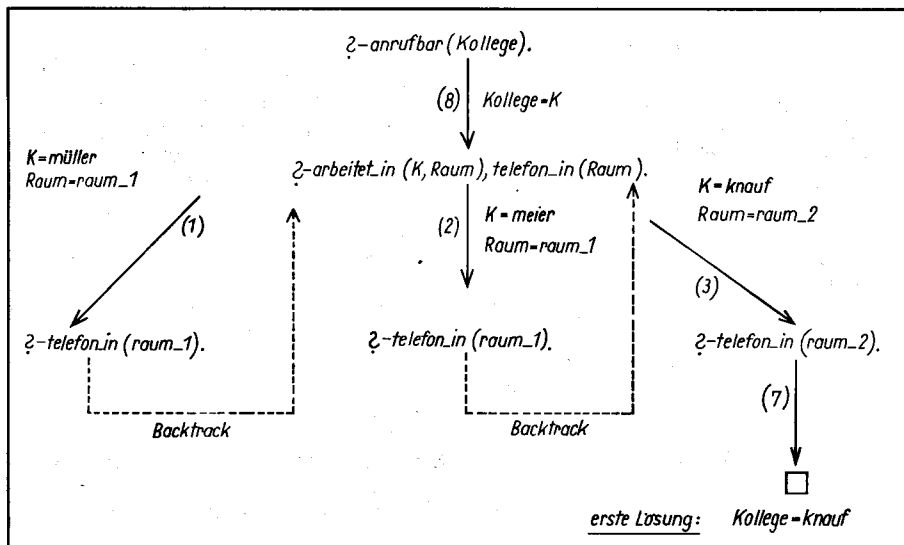 ?-anrufbar (Kollege).
(8) Kollege=K
K=müller
Raum=raum_1
?-arbeitet_in (K, Raum), telefon_in (Raum).
K=knauf
Raum=raum_2
(1)
(2)
K=meier
Raum=raum_1
(3)
?-telefon_in (raum_1).
?-telefon_in (raum_1).
?-telefon_in (raum_2).
(7)
Backtrack
Backtrack
erste Lösung: Kollege=knauf